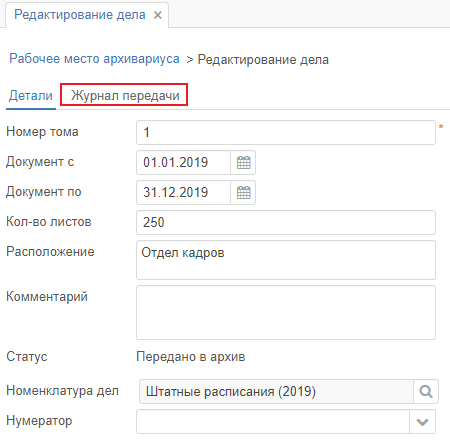 Редактирование дела ×
Рабочее место архивариуса > Редактирование дела
Детали Журнал передачи
Номер тома 1 *
Документ с 01.01.2019
Документ по 31.12.2019
Кол-во листов 250
Расположение Отдел кадров
Комментарий
Статус Передано в архив
Номенклатура дел Штатные расписания (2019)
Нумератор